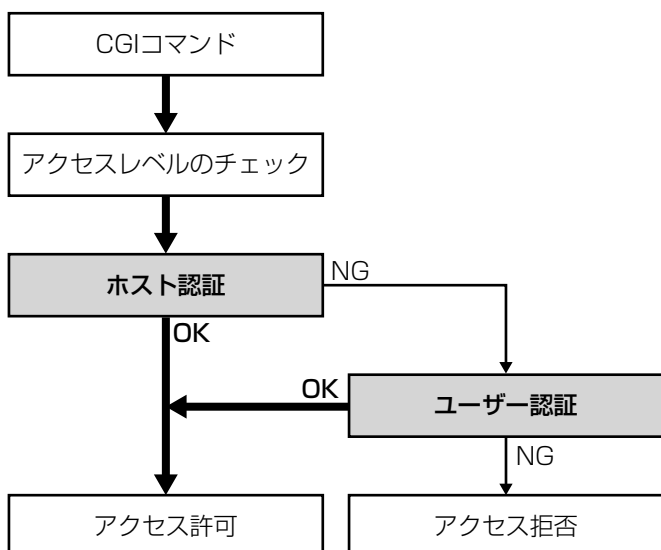 CGIコマンド
アクセスレベルのチェック
ホスト認証
NG
OK
OK
ユーザー認証
NG
アクセス許可
アクセス拒否